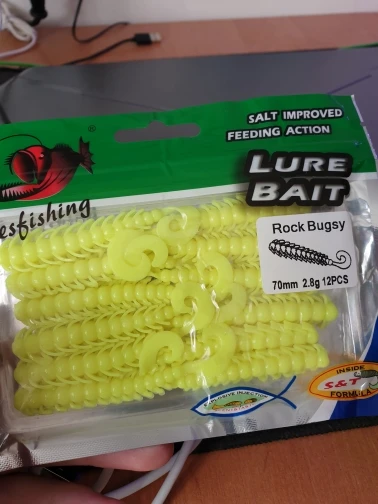 SALT IMPROVED
FEEDING ACTION
LURE
BAIT
®
esfishing
Rock Bugsy
70mm 2.8g 12PCS
INSIDE
S&T
FORMULA